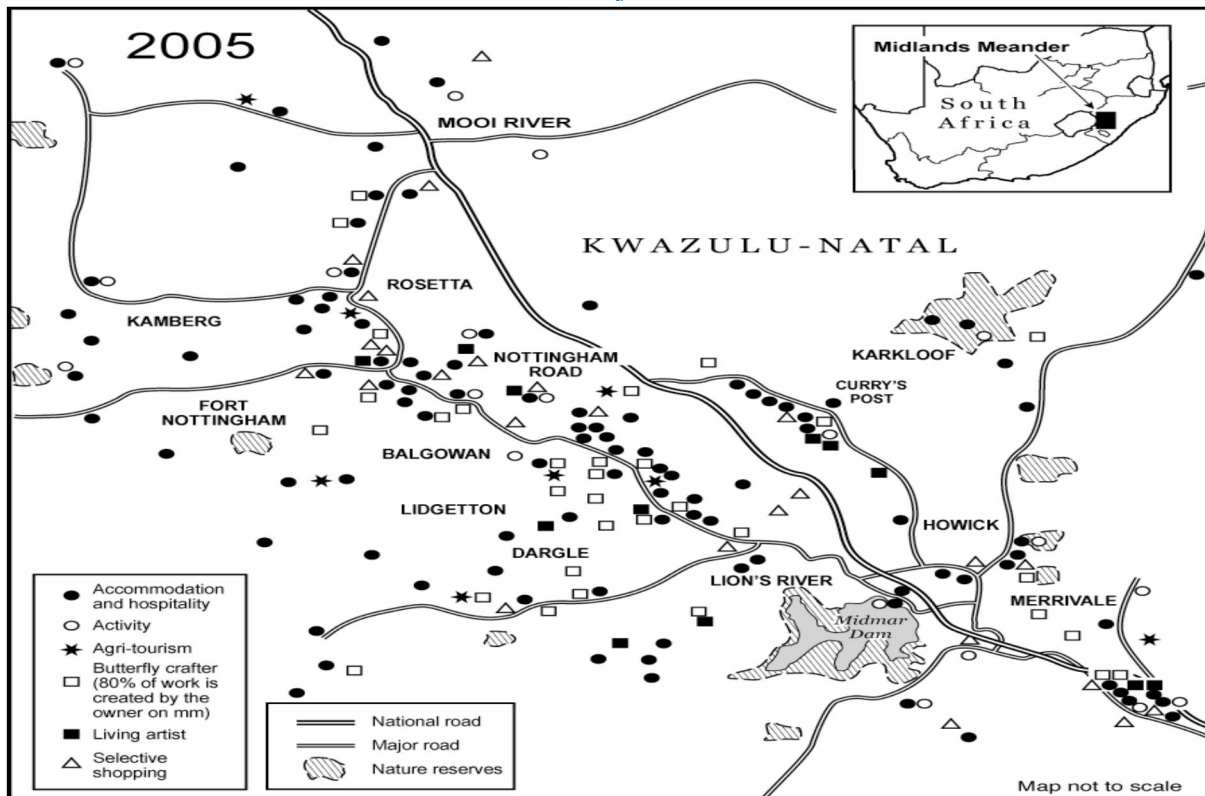 2005
Midlands Meander
South
Africa
MOOI RIVER
KWAZULU-NATAL
ROSETTA
KAMBERG
KARKLOOF
NOTTINGHAM
ROAD
CURRY'S
POST
FORT
NOTTINGHAM
BALGOWAN
LIDGETTON
HOWICK
DARGLE
LION'S RIVER
MERRIVALE
Midmar
Dam
Accommodation
and hospitality
Activity
Agri-tourism
Butterfly crafter
(80% of work is
created by the
owner on mm)
Living artist
Selective
shopping
National road
Major road
Nature reserves
Map not to scale